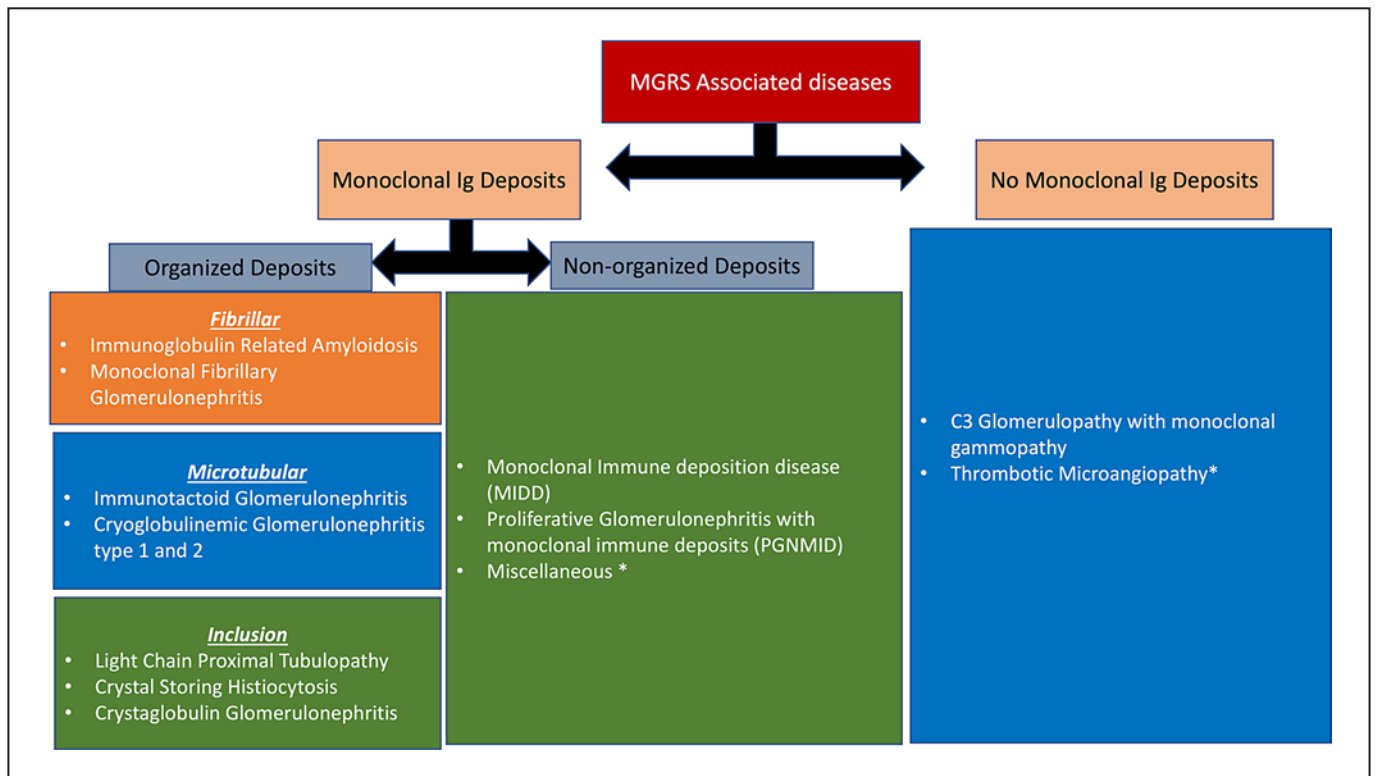 MGRS Associated diseases
Monoclonal Ig Deposits
No Monoclonal Ig Deposits
Organized Deposits
Non-organized Deposits
Fibrillar
• Immunoglobulin Related Amyloidosis
• Monoclonal Fibrillary
Glomerulonephritis
Microtubular
• Immunotactoid Glomerulonephritis
• Cryoglobulinemic Glomerulonephritis
type 1 and 2
Inclusion
• Light Chain Proximal Tubulopathy
• Crystal Storing Histiocytosis
• Crystaglobulin Glomerulonephritis
• Monoclonal Immune deposition disease
(MIDD)
• Proliferative Glomerulonephritis with
monoclonal immune deposits (PGNMID)
• Miscellaneous *
• C3 Glomerulopathy with monoclonal
gammopathy
• Thrombotic Microangiopathy*